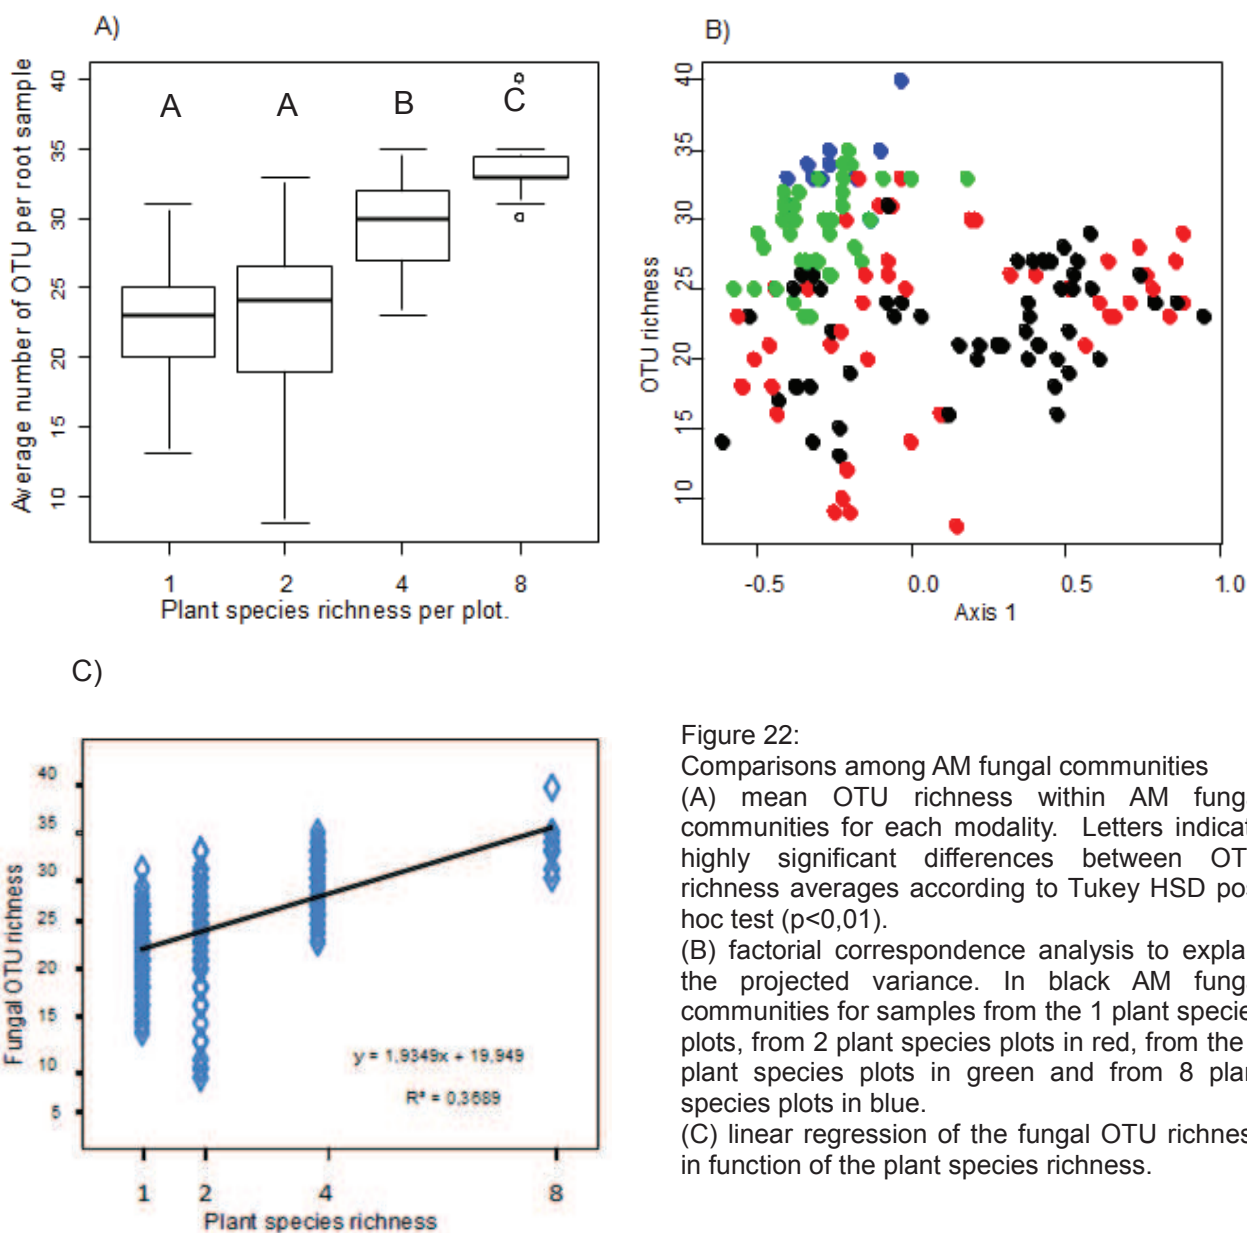 A)
Average number of OTU per root sample
40
35
30
25
20
15
10
A
A
B
C
1
2
4
8
Plant species richness per plot.
B)
OTU richness
40
35
30
25
20
15
10
-0.5
0.0
0.5
1.0
Axis 1
C)
Fungal OTU richness
40
35
30
25
20
15
10
5
y = 1,9349x + 19,949
R² = 0,3689
1
2
4
8
Plant species richness
Figure 22:
Comparisons among AM fungal communities
(A) mean OTU richness within AM fung
communities for each modality. Letters indicat
highly significant differences between OT
richness averages according to Tukey HSD pos
hoc test (p<0,01).
(B) factorial correspondence analysis to expla
the projected variance. In black AM fung
communities for samples from the 1 plant specie
plots, from 2 plant species plots in red, from the
plant species plots in green and from 8 plan
species plots in blue.
(C) linear regression of the fungal OTU richnes
in function of the plant species richness.